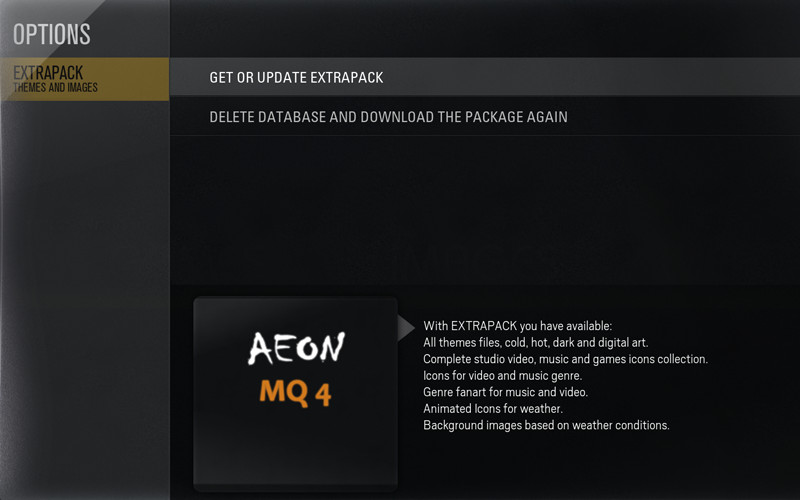 OPTIONS
EXTRAPACK
THEMES AND IMAGES
GET OR UPDATE EXTRAPACK
DELETE DATABASE AND DOWNLOAD THE PACKAGE AGAIN
AEON
MQ 4
With EXTRAPACK you have available:
All themes files, cold, hot, dark and digital art.
Complete studio video, music and games icons collection.
Icons for video and music genre.
Genre fanart for music and video.
Animated Icons for weather.
Background images based on weather conditions.